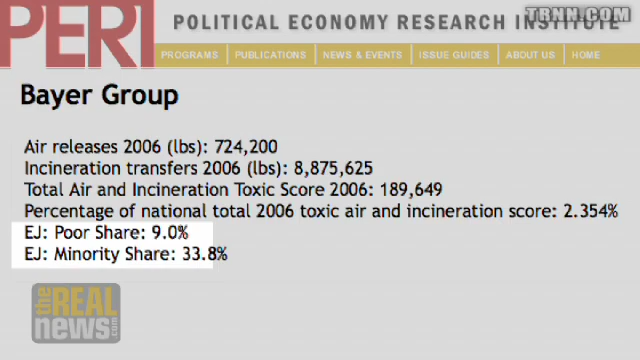 PERI
POLITICAL ECONOMY RESEARCH INSTITUTE
TRNN.COM
PROGRAMS PUBLICATIONS NEWS & EVENTS ISSUE GUIDES ABOUT US HOME
Bayer Group
Air releases 2006 (lbs): 724,200
Incineration transfers 2006 (lbs): 8,875,625
Total Air and Incineration Toxic Score 2006: 189,649
Percentage of national total 2006 toxic air and incineration score: 2.354%
EJ: Poor Share: 9.0%
EJ: Minority Share: 33.8%
the REAL
news.com